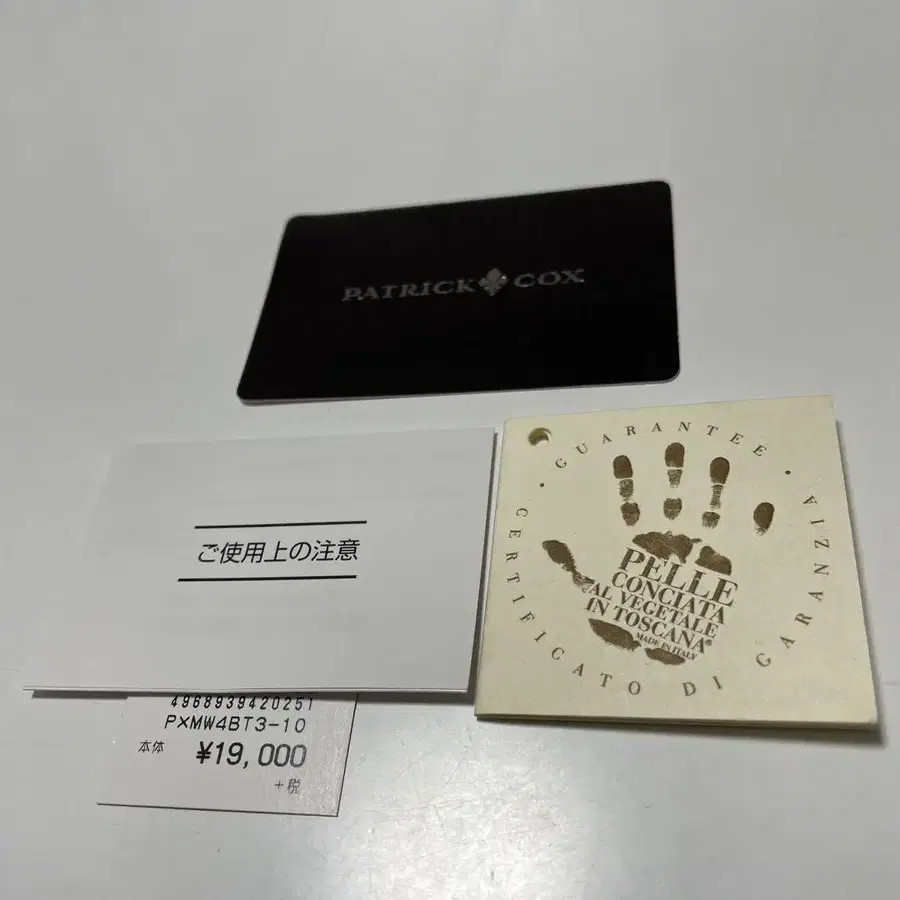 PATRICK COX
ご使用上の注意
4968939420251
PXMW4BT3-10
本体 ¥19,000
+税
GUARANTEE
CERTIFICATO DI GARANZIA
PELLE
CONCIATA
AL VEGETALE
IN TOSCANA®
MADE IN ITALY